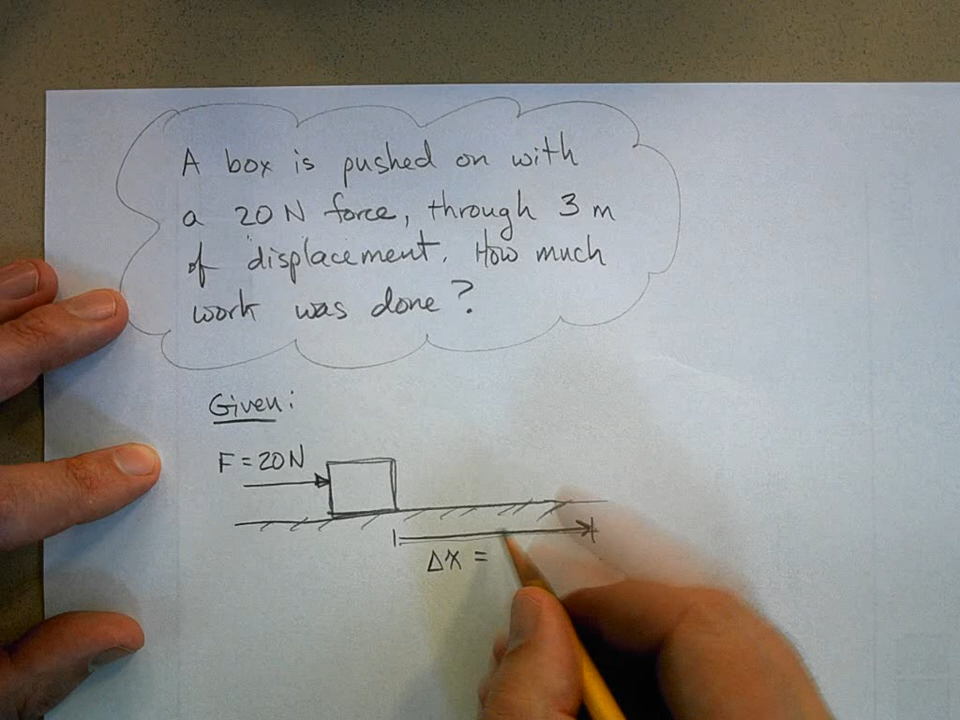 A box is pushed on with
a 20 N force, through 3 m
of displacement. How much
work was done?
Given:
F = 20 N
Δx =